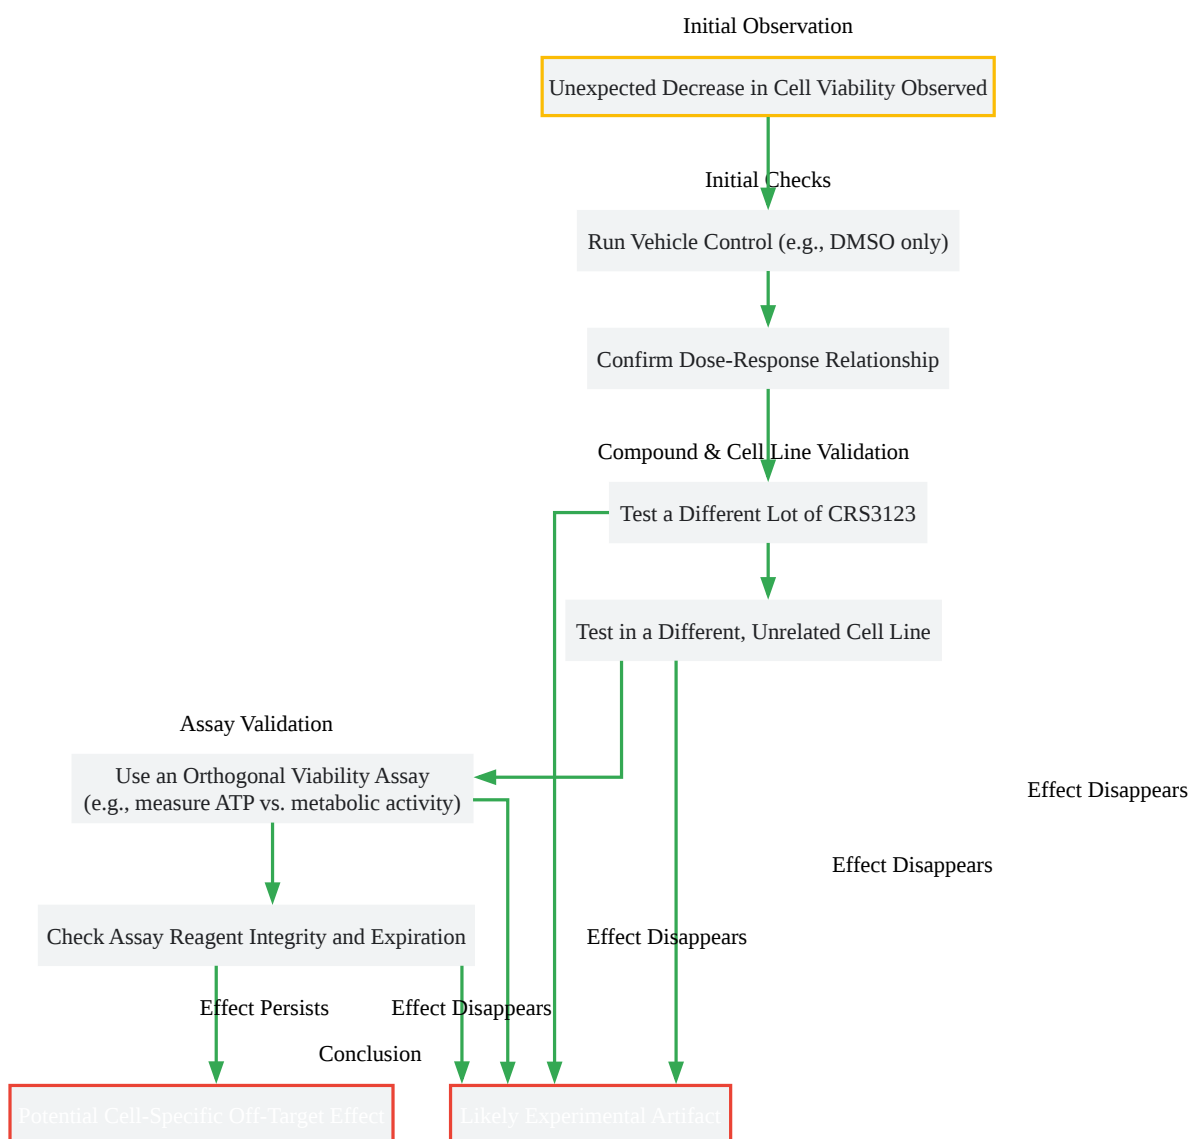 Initial Observation
Unexpected Decrease in Cell Viability Observed
Initial Checks
Run Vehicle Control (e.g., DMSO only)
Confirm Dose-Response Relationship
Compound & Cell Line Validation
Test a Different Lot of CRS3123
Test in a Different, Unrelated Cell Line
Assay Validation
Use an Orthogonal Viability Assay
(e.g., measure ATP vs. metabolic activity)
Effect Disappears
Effect Disappears
Check Assay Reagent Integrity and Expiration
Effect Disappears
Effect Persists
Effect Disappears
Conclusion
Potential Cell-Specific Off-Target Effect
Likely Experimental Artifact